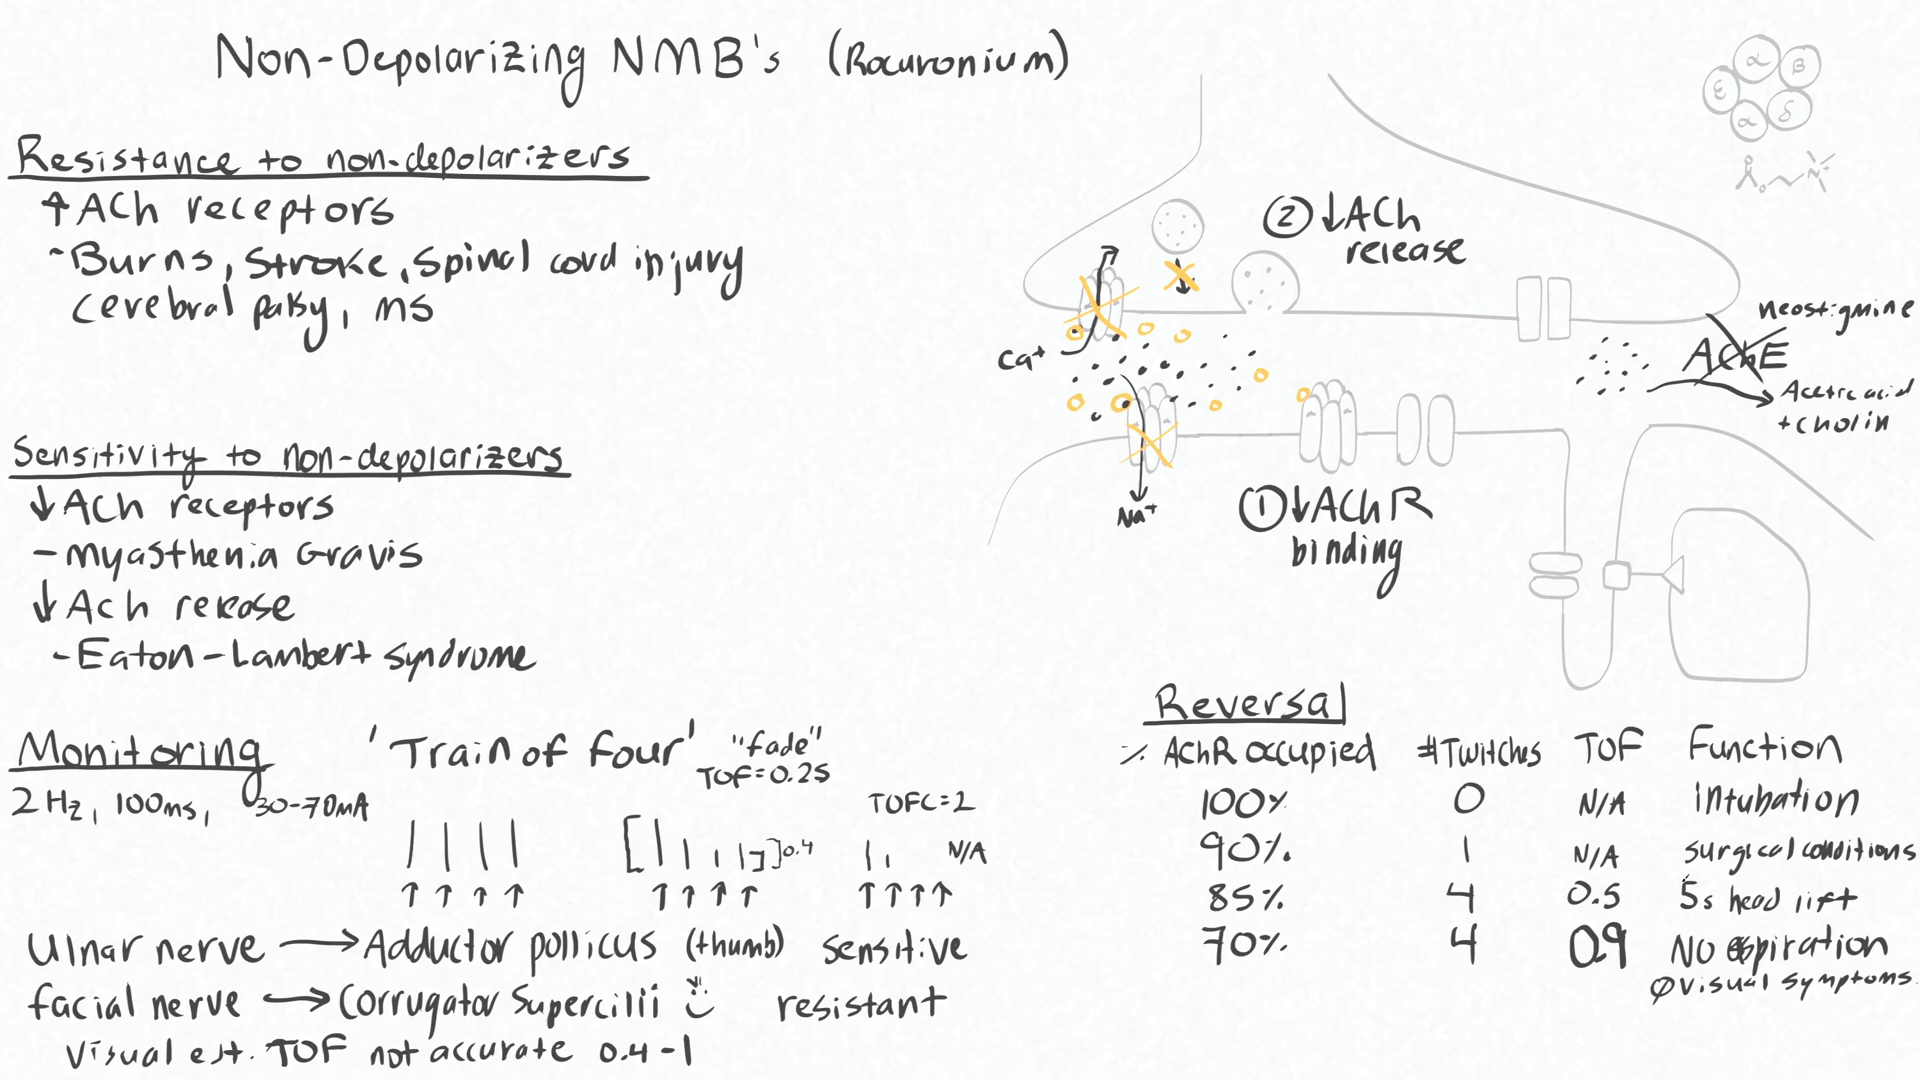 Non-Depolarizing NMB's (Rocuronium)
Resistance to non-depolarizers
↑ACh receptors
~Burns, Stroke, Spinal cord injury
cerebral palsy, ms
Sensitivity to non-depolarizers
↓ACh receptors
-Myasthenia Gravis
↓Ach release
-Eaton-Lambert Syndrome
Monitoring 'Train of four' "fade"
TOF=0.25
2 Hz, 100ms, 30-70mA
TOFC=2
0.4
N/A
↑ ↑ ↑ ↑ ↑ ↑ ↑ ↑ ↑ ↑ ↑ ↑
Ulnar nerve → Adductor pollicus (thumb) sensitive
facial nerve → Corrugator Supercilii resistant
Visual est. TOF not accurate 0.4-1
α
β
ε
α
δ
o
N+
② ↓ACh
release
Ca+
neostigmine
AChE
Acetic acid
+cholin
Na+
① ↓AChR
binding
Reversal
% AchR occupied #Twitches TOF Function
100% 0 N/A intubation
90% 1 N/A surgical conditions
85% 4 0.5 5s head lift
70% 4 0.9 No espiration
∅ visual symptoms.